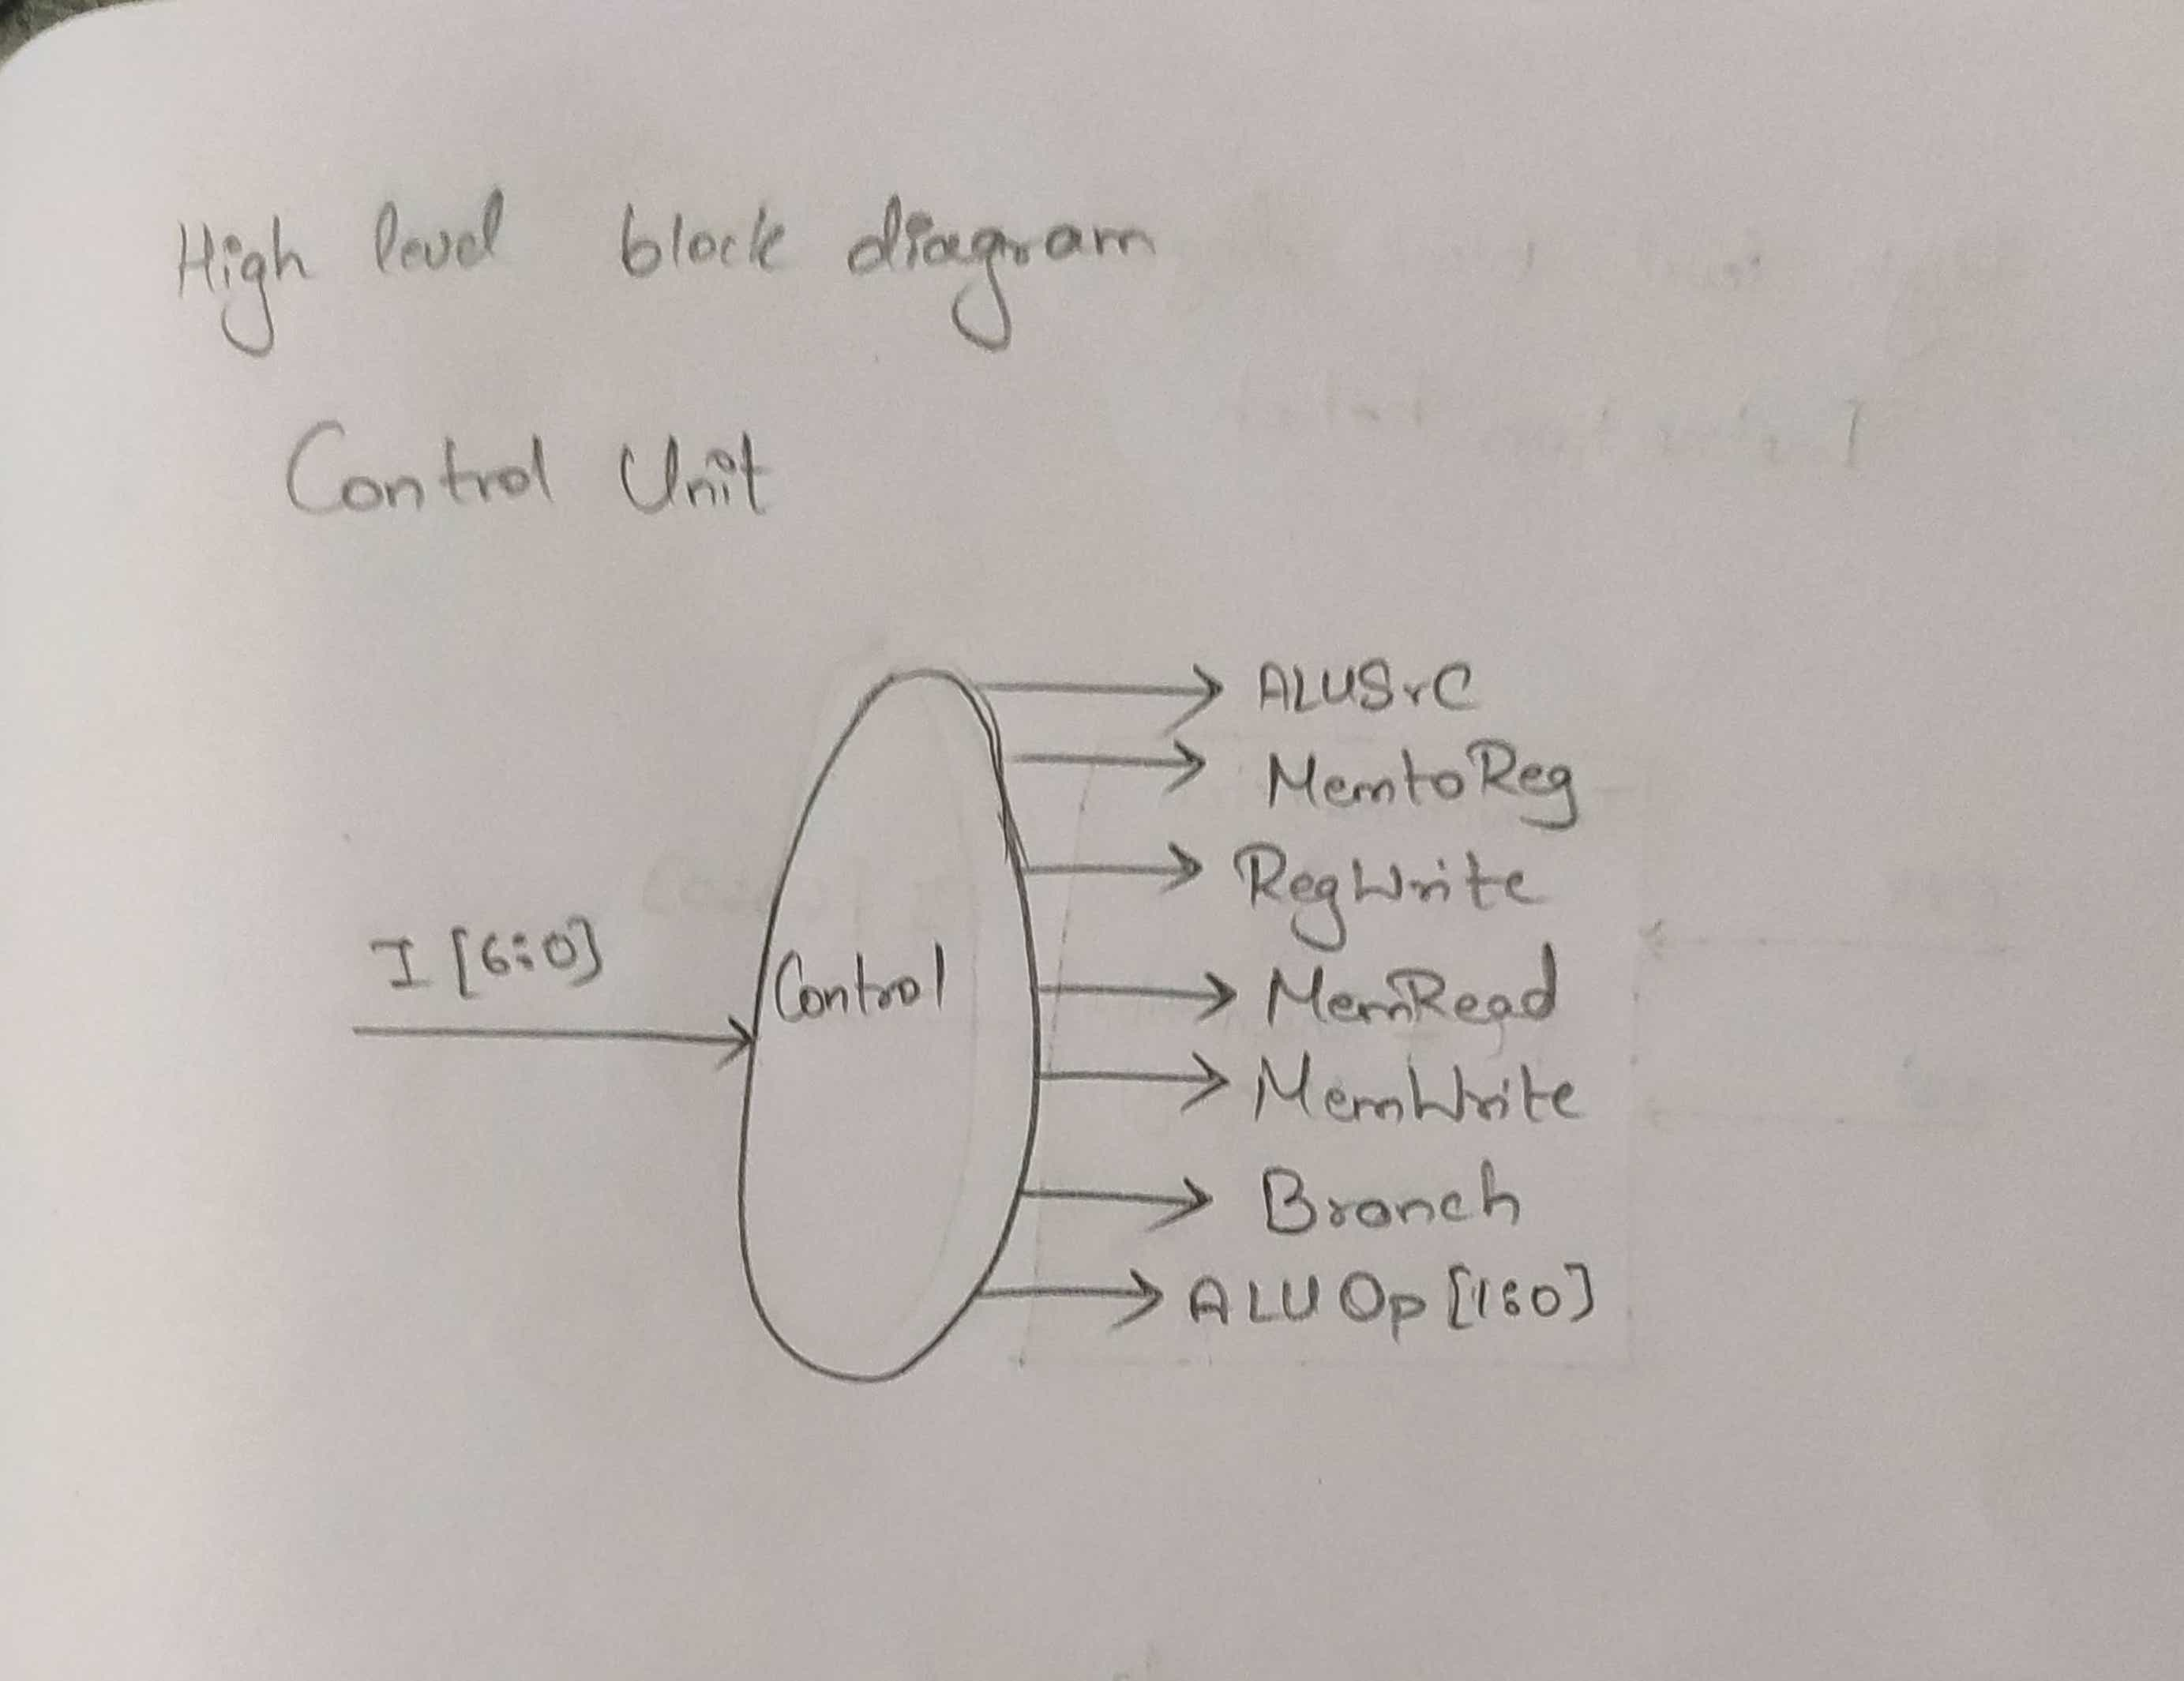 High level block diagram
Control Unit
ALUSrC
MemtoReg
RegWrite
I [6:0]
Control
MemRead
MemWrite
Branch
ALU Op [1:0]